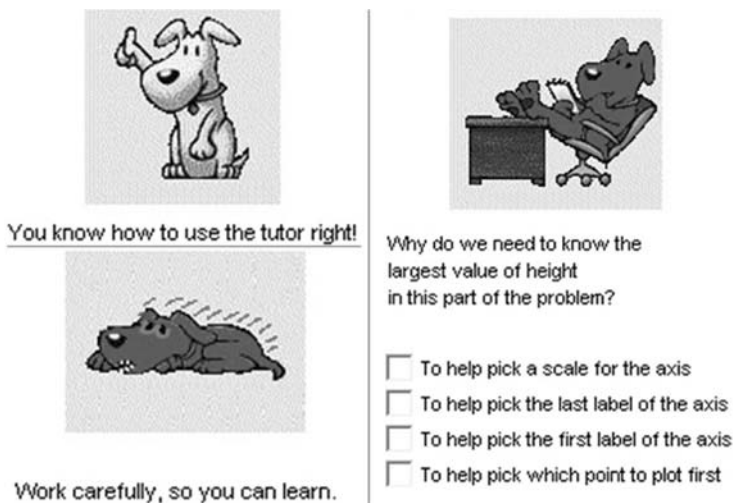 You know how to use the tutor right!
Work carefully, so you can learn.
Why do we need to know the
largest value of height
in this part of the problem?
To help pick a scale for the axis
To help pick the last label of the axis
To help pick the first label of the axis
To help pick which point to plot first